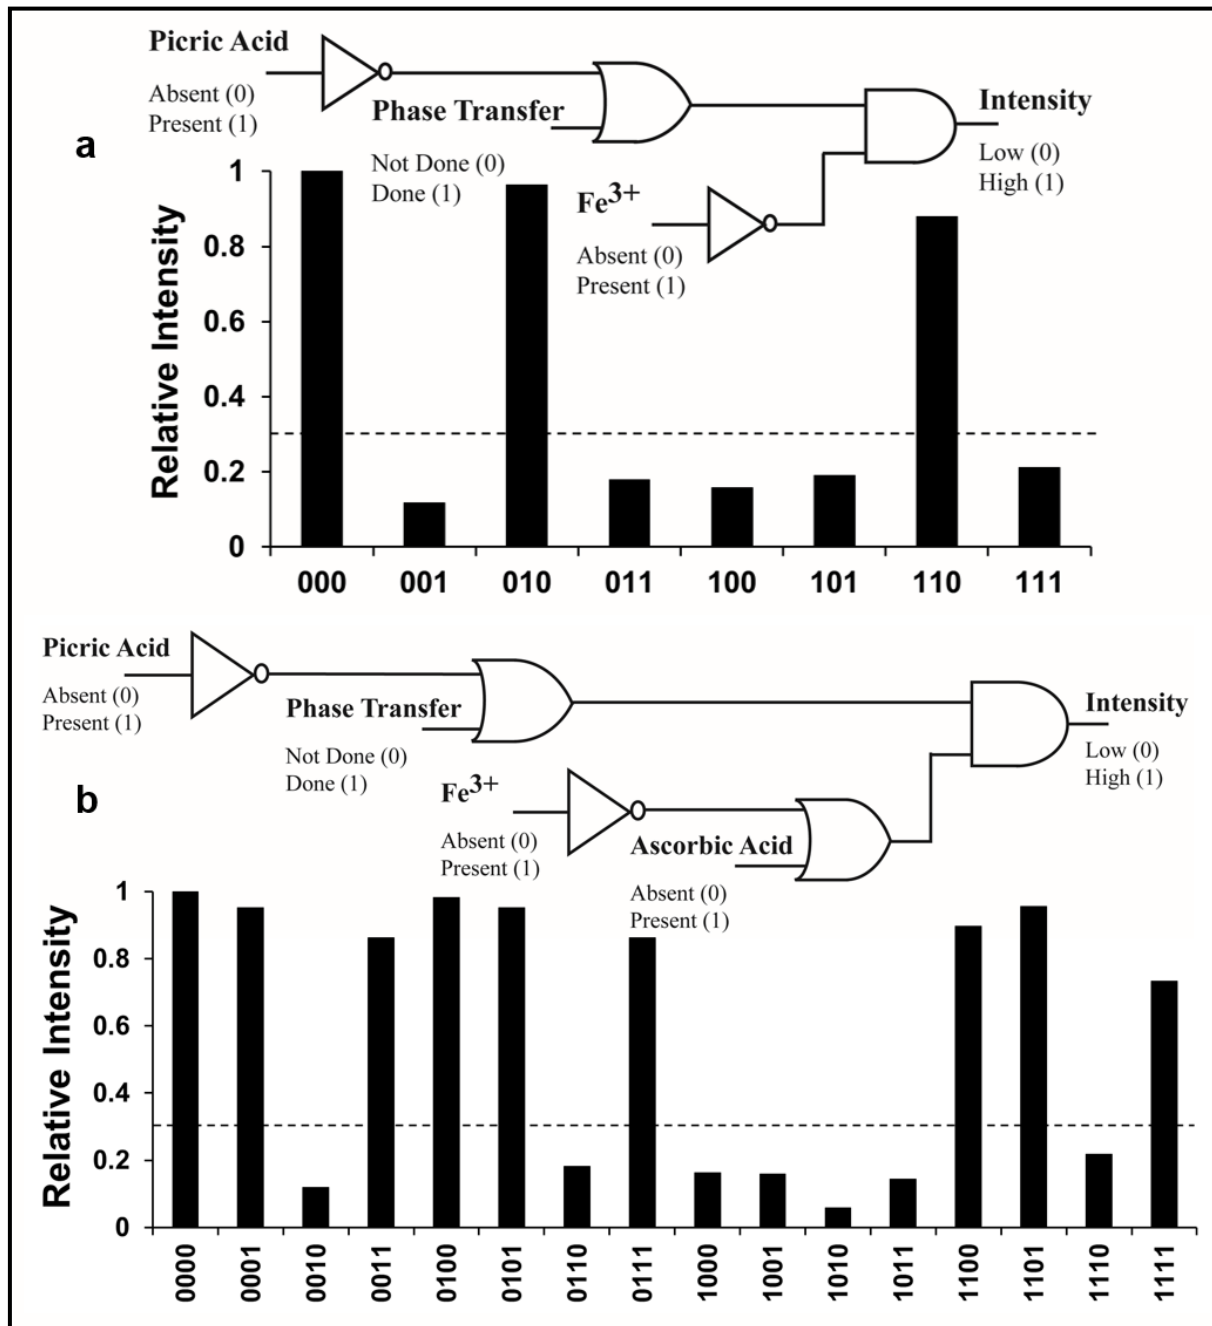 Picric Acid
Absent (0)
Present (1)
Phase Transfer
Not Done (0)
Done (1)
Fe3+
Absent (0)
Present (1)
Intensity
Low (0)
High (1)
a
Relative Intensity
1
0.8
0.6
0.4
0.2
0
000 001 010 011 100 101 110 111
Picric Acid
Absent (0)
Present (1)
Phase Transfer
Not Done (0)
Done (1)
Fe3+
Absent (0)
Present (1)
Ascorbic Acid
Absent (0)
Present (1)
Intensity
Low (0)
High (1)
b
Relative Intensity
1
0.8
0.6
0.4
0.2
0
0000 0001 0010 0011 0100 0101 0110 0111 1000 1001 1010 1011 1100 1101 1110 1111